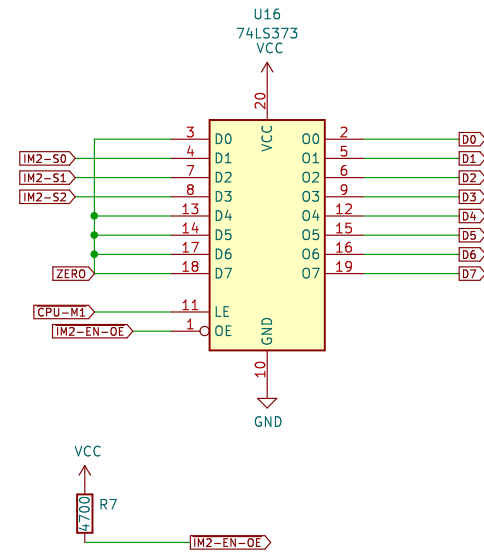 U16
74LS373
VCC
20
VCC
3 D0 O0 2 D0
IM2-S0 4 D1 O1 5 D1
IM2-S1 7 D2 O2 6 D2
IM2-S2 8 D3 O3 9 D3
13 D4 O4 12 D4
14 D5 O5 15 D5
17 D6 O6 16 D6
ZERO 18 D7 O7 19 D7
CPU-M1 11 LE
IM2-EN-OE 1 OE
GND
10
GND
VCC
4700 R7
IM2-EN-OE